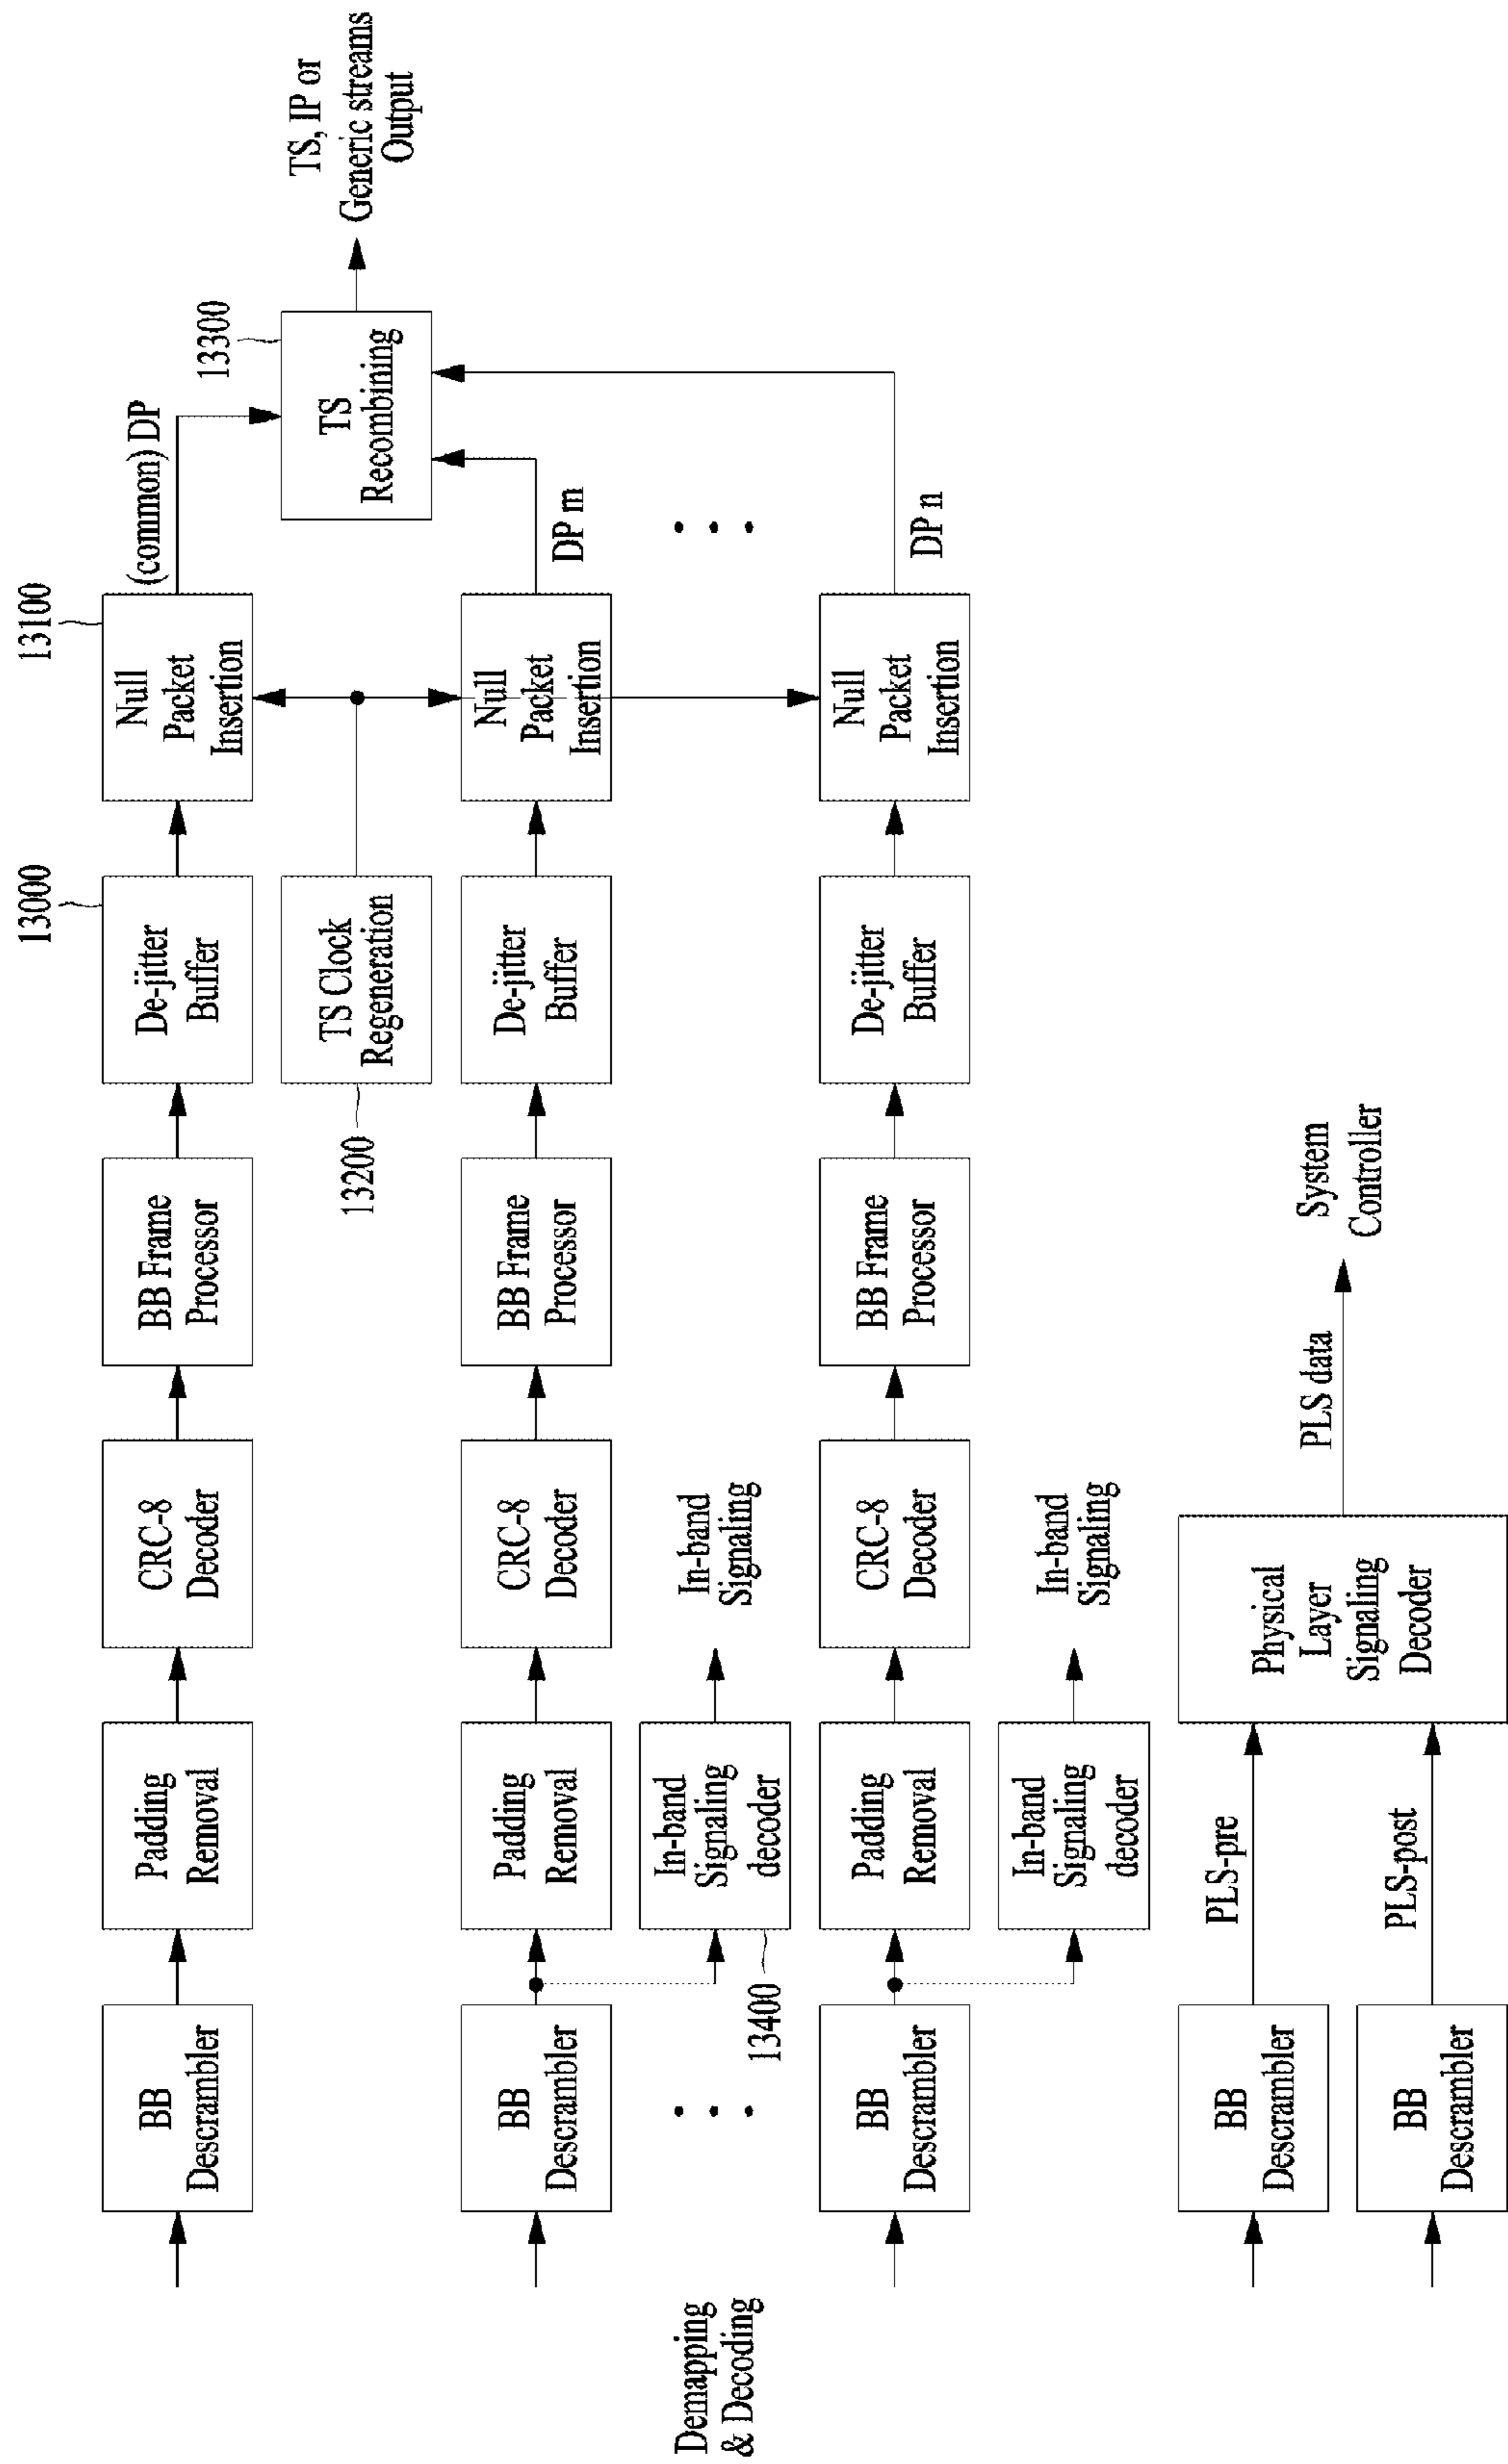 13000
13100
BB
Descrambler
Padding
Removal
CRC-8
Decoder
BB Frame
Processor
De-jitter
Buffer
Null
Packet
Insertion
(common) DP
13300
TS Clock
Regeneration
13200
TS
Recombining
TS, IP or
Generic streams
Output
BB
Descrambler
Padding
Removal
CRC-8
Decoder
BB Frame
Processor
De-jitter
Buffer
Null
Packet
Insertion
DP m
Demapping
& Decoding
13400
In-band
Signaling
decoder
In-band
Signaling
BB
Descrambler
Padding
Removal
CRC-8
Decoder
BB Frame
Processor
De-jitter
Buffer
Null
Packet
Insertion
DP n
In-band
Signaling
decoder
In-band
Signaling
BB
Descrambler
PLS-pre
BB
Descrambler
PLS-post
Physical
Layer
Signaling
Decoder
PLS data
System
Controller